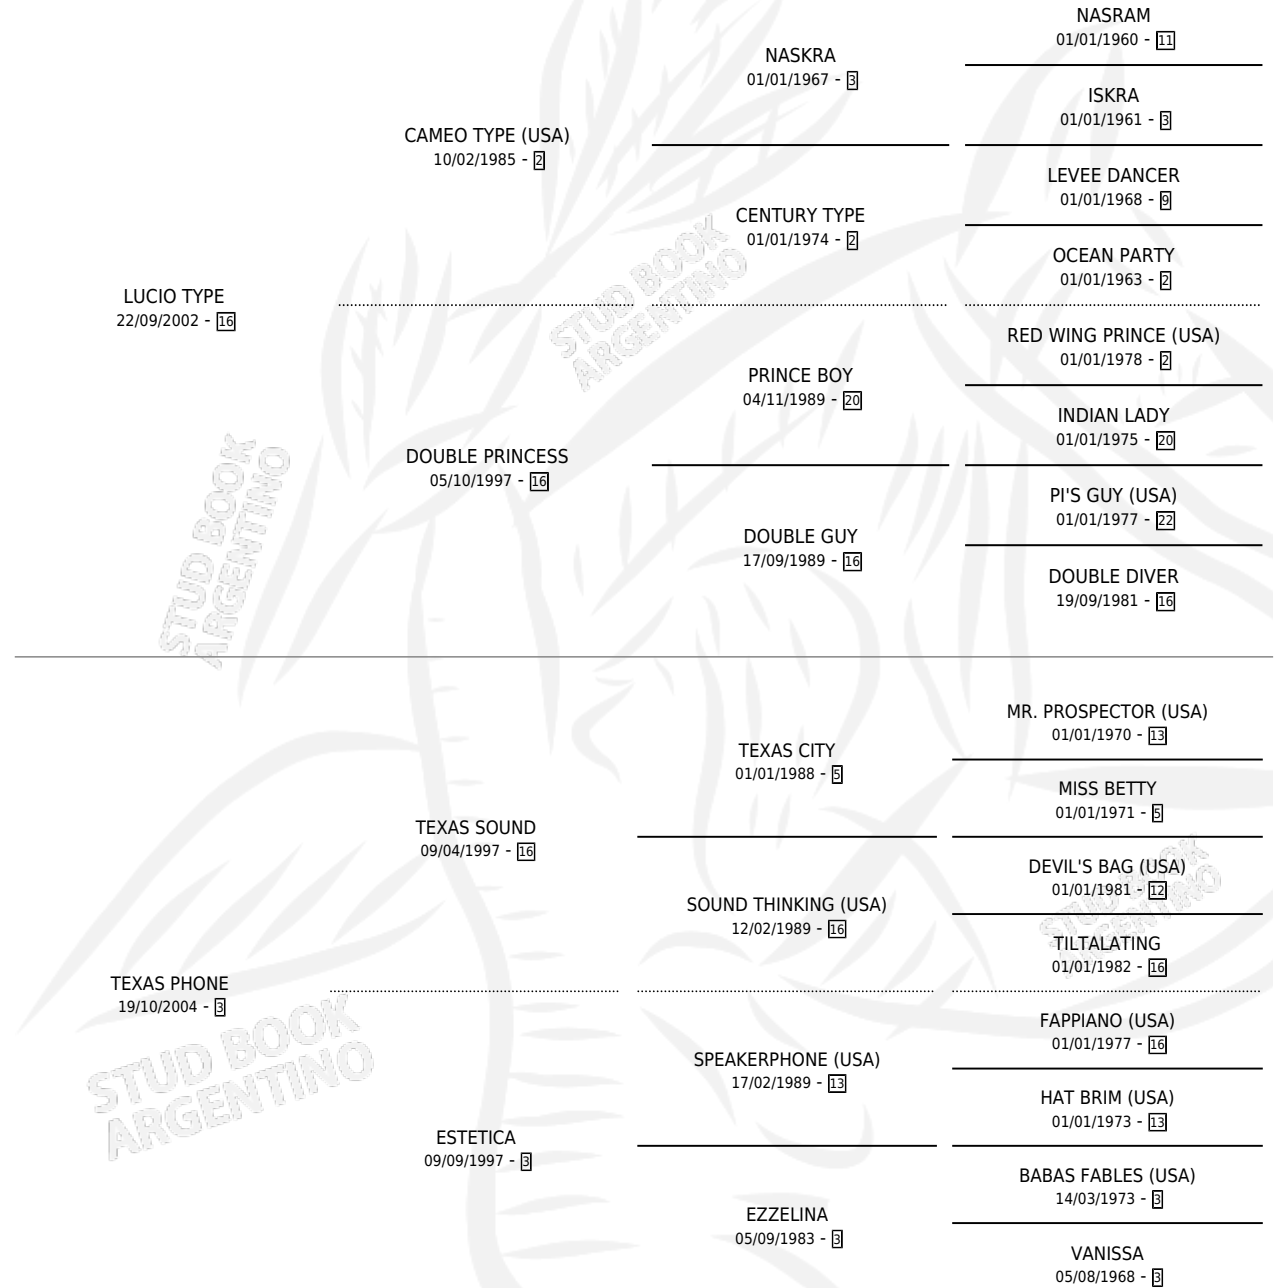 NASRAM
01/01/1960 - 11
NASKRA
01/01/1967 - 3
ISKRA
01/01/1961 - 3
CAMEO TYPE (USA)
10/02/1985 - 2
LEVEE DANCER
01/01/1968 - 9
CENTURY TYPE
01/01/1974 - 2
OCEAN PARTY
01/01/1963 - 2
LUCIO TYPE
22/09/2002 - 16
STUD BOOK
ARGENTINO
RED WING PRINCE (USA)
01/01/1978 - 2
PRINCE BOY
04/11/1989 - 20
INDIAN LADY
01/01/1975 - 20
DOUBLE PRINCESS
05/10/1997 - 16
PI'S GUY (USA)
01/01/1977 - 22
DOUBLE GUY
17/09/1989 - 16
DOUBLE DIVER
19/09/1981 - 16
STUD BOOK
ARGENTINO
MR. PROSPECTOR (USA)
01/01/1970 - 13
TEXAS CITY
01/01/1988 - 5
MISS BETTY
01/01/1971 - 5
TEXAS SOUND
09/04/1997 - 16
DEVIL'S BAG (USA)
01/01/1981 - 12
SOUND THINKING (USA)
12/02/1989 - 16
TILTALATING
01/01/1982 - 16
STUD BOOK
ARGENTINO
TEXAS PHONE
19/10/2004 - 3
FAPPIANO (USA)
01/01/1977 - 16
SPEAKERPHONE (USA)
17/02/1989 - 13
HAT BRIM (USA)
01/01/1973 - 13
STUD BOOK
ARGENTINO
ESTETICA
09/09/1997 - 3
BABAS FABLES (USA)
14/03/1973 - 3
EZZELINA
05/09/1983 - 3
VANISSA
05/08/1968 - 3